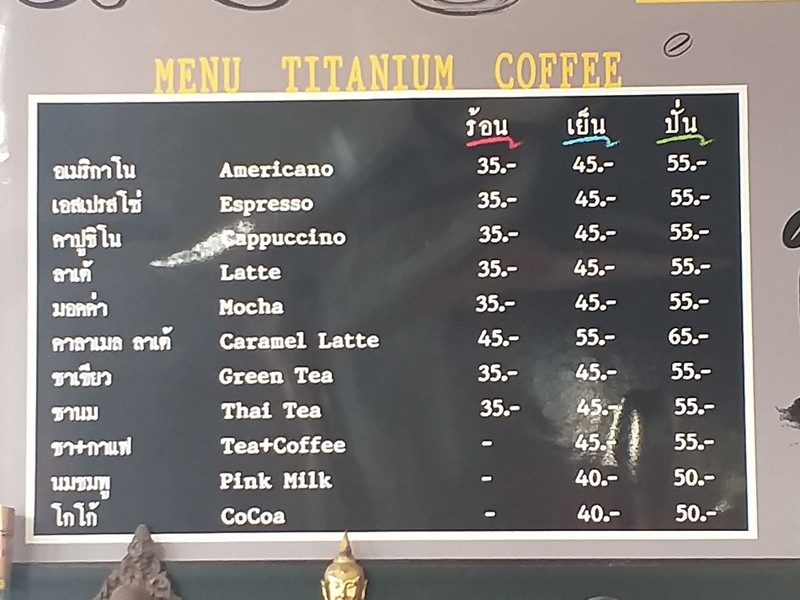 MENU TITANIUM COFFEE
ร้อน เย็น ปั่น
อเมริกาโน Americano 35.- 45.- 55.-
เอสเปรสโซ่ Espresso 35.- 45.- 55.-
คาปูชิโน Cappuccino 35.- 45.- 55.-
ลาเต้ Latte 35.- 45.- 55.-
มอคค่า Mocha 35.- 45.- 55.-
คาลาเมล ลาเต้ Caramel Latte 45.- 55.- 65.-
ชาเขียว Green Tea 35.- 45.- 55.-
ชานม Thai Tea 35.- 45.- 55.-
ชา+กาแฟ Tea+Coffee - 45.- 55.-
นมชมพู Pink Milk - 40.- 50.-
โกโก้ CoCoa - 40.- 50.-